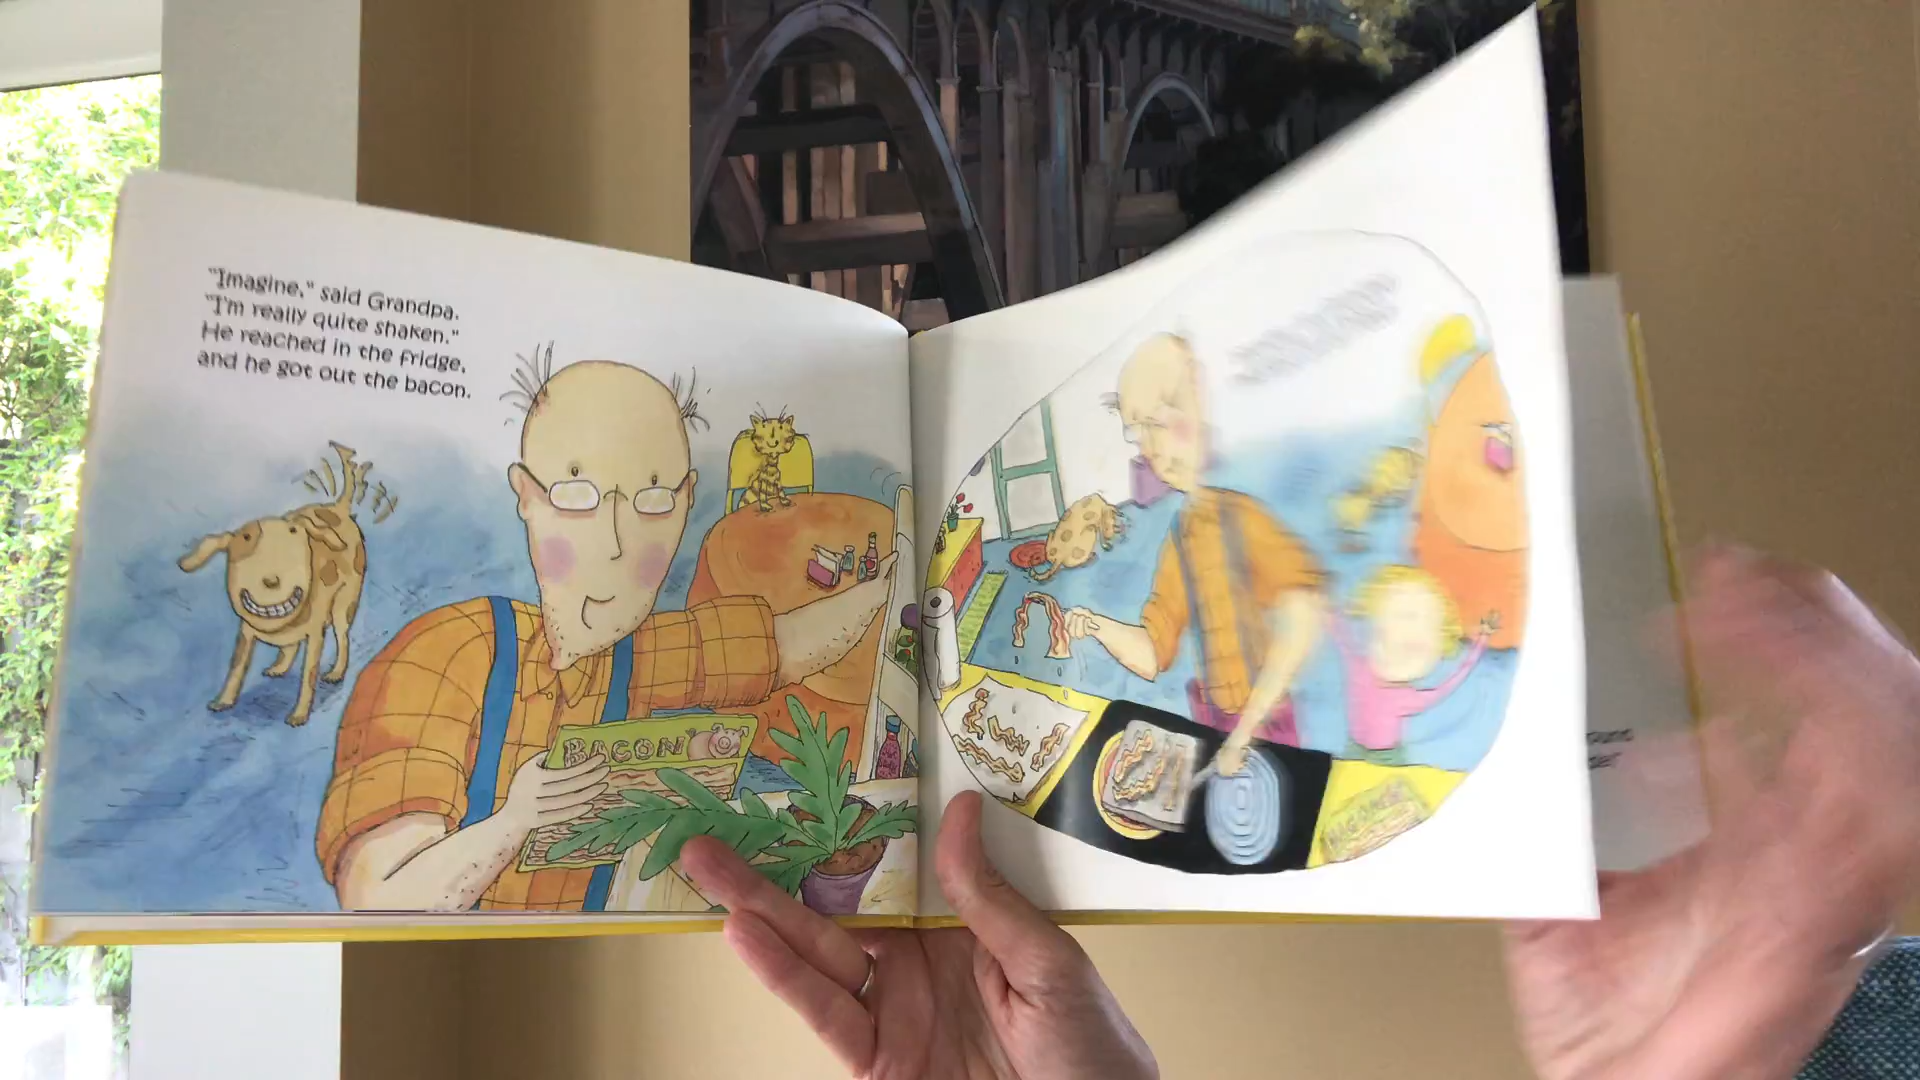 "Imagine," said Grandpa.
"I'm really quite shaken."
He reached in the fridge,
and he got out the bacon.
BACON